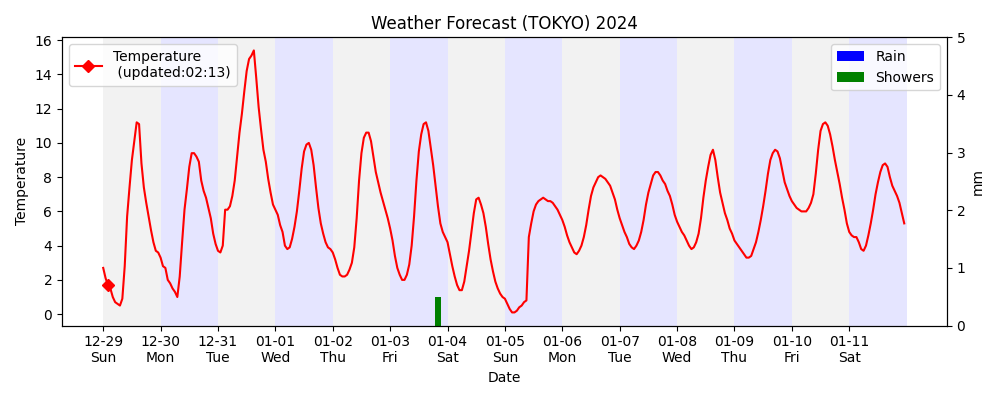 Weather Forecast (TOKYO) 2024
Temperature
(updated:02:13)
Rain
Showers
16
14
12
10
8
6
4
2
0
Temperature
5
4
3
2
1
0
mm
12-29 12-30 12-31 01-01 01-02 01-03 01-04 01-05 01-06 01-07 01-08 01-09 01-10 01-11
Sun Mon Tue Wed Thu Fri Sat Sun Mon Tue Wed Thu Fri Sat
Date